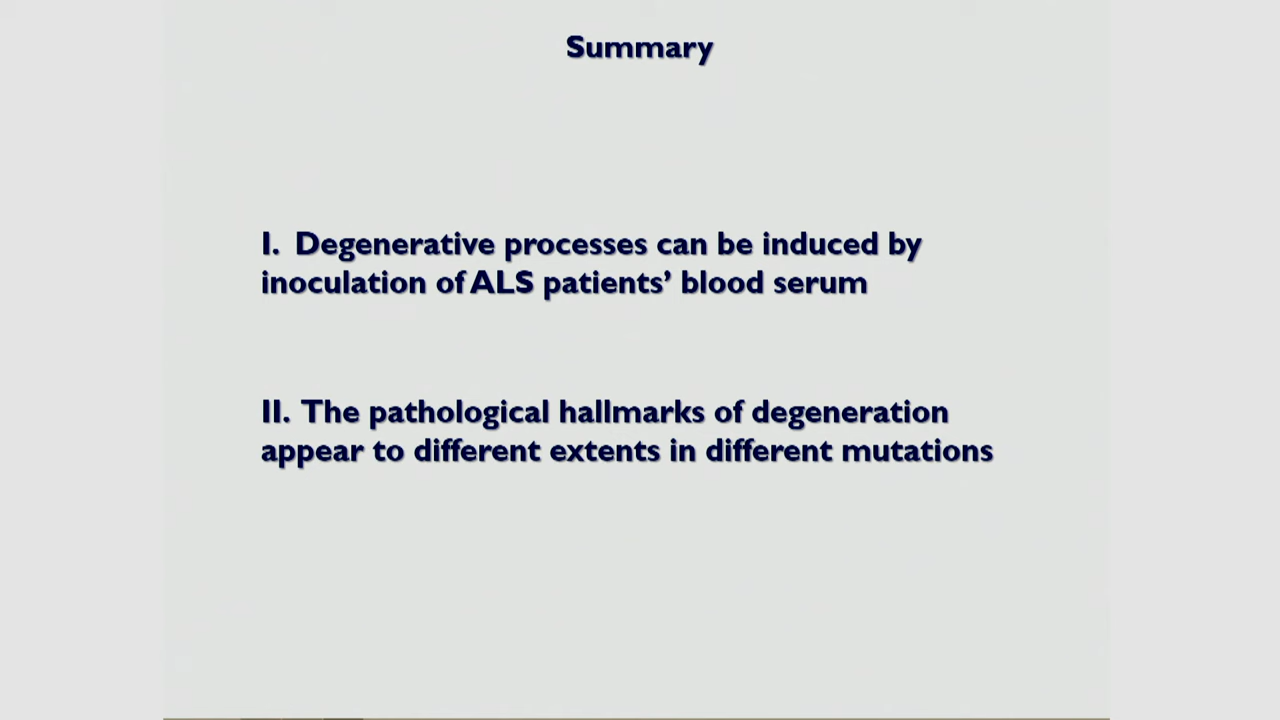 Summary
I. Degenerative processes can be induced by
inoculation of ALS patients’ blood serum
II. The pathological hallmarks of degeneration
appear to different extents in different mutations